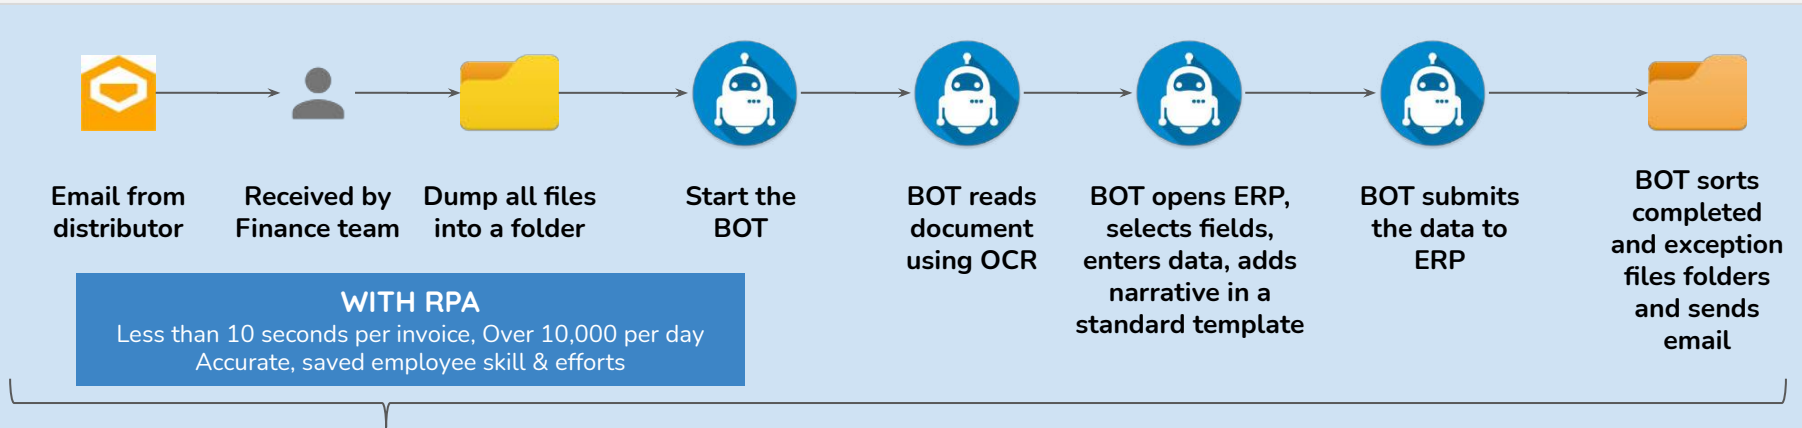 Email from
distributor
Received by
Finance team
Dump all files
into a folder
Start the
BOT
BOT reads
document
using OCR
BOT opens ERP,
selects fields,
enters data, adds
narrative in a
standard template
BOT submits
the data to
ERP
BOT sorts
completed
and exception
files folders
and sends
email
WITH RPA
Less than 10 seconds per invoice, Over 10,000 per day
Accurate, saved employee skill & efforts